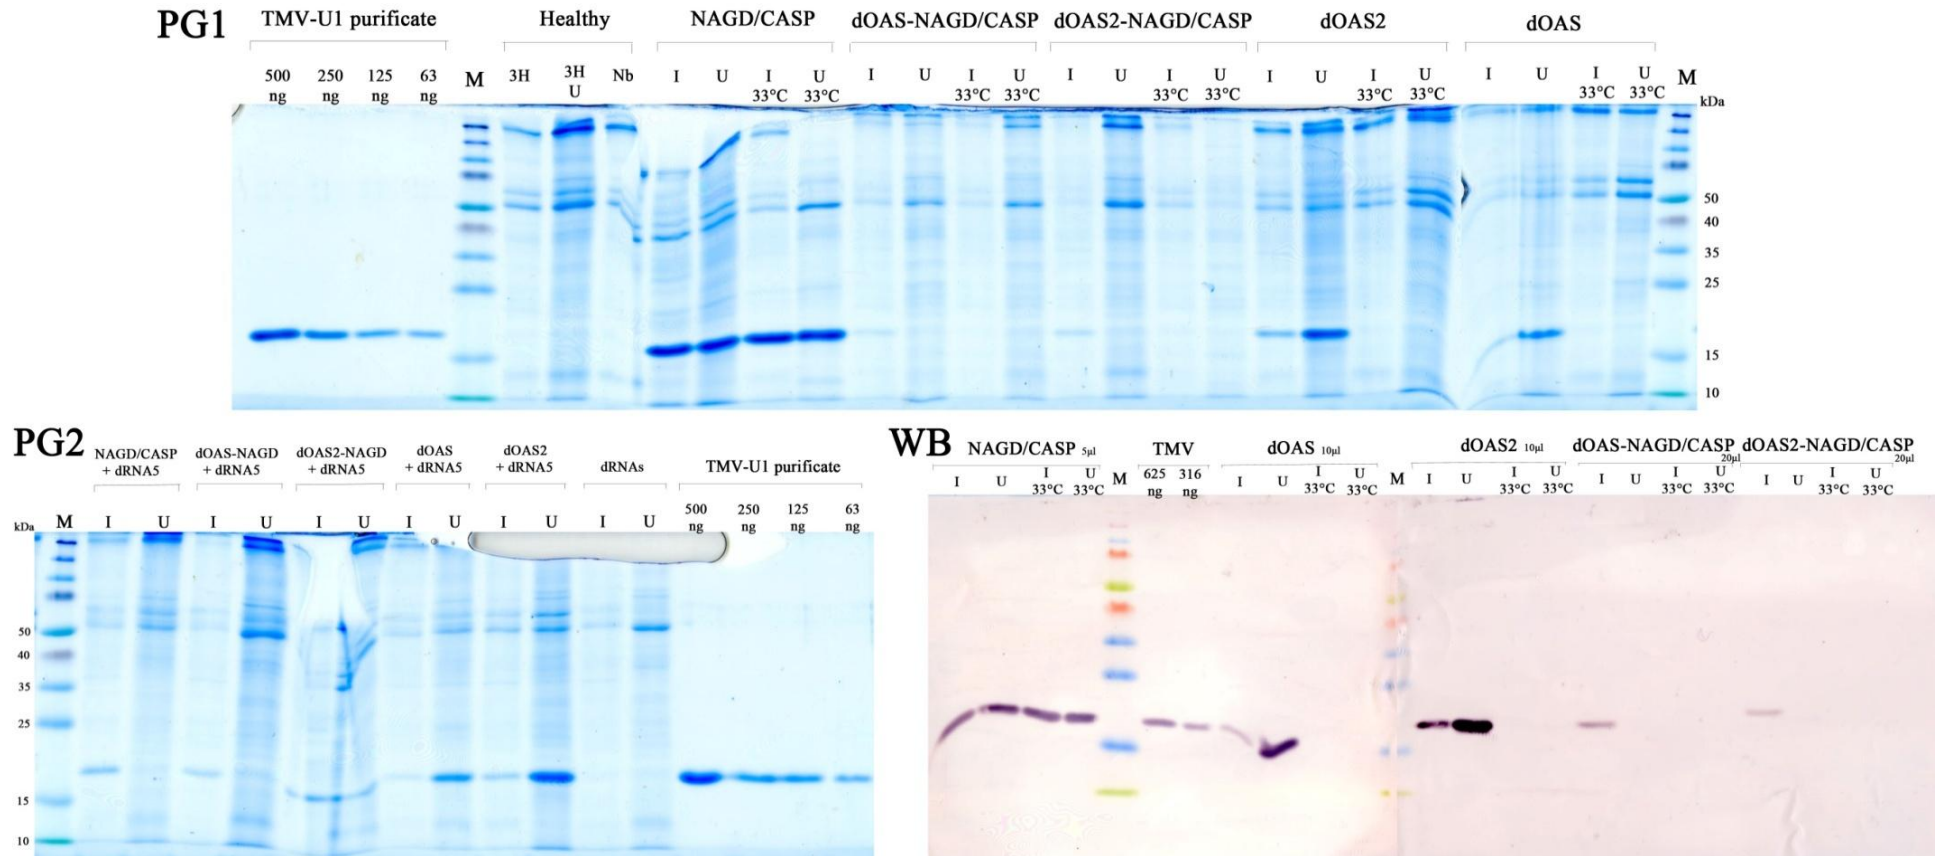 PG1
TMV-U1 purificate Healthy NAGD/CASP dOAS-NAGD/CASP dOAS2-NAGD/CASP dOAS2 dOAS
500 250 125 63 M 3H 3H Nb I U I U I U I U I U I U I U I U I U I U M
ng ng ng ng U 33°C 33°C 33°C 33°C 33°C 33°C 33°C 33°C 33°C 33°C
kDa
50
40
35
25
15
10
PG2
NAGD/CASP dOAS-NAGD dOAS2-NAGD dOAS dOAS2 dRNAs TMV-U1 purificate
+ dRNA5 + dRNA5 + dRNA5 + dRNA5 + dRNA5
500 250 125 63
kDa M I U I U I U I U I U I U ng ng ng ng
50
40
35
25
15
10
WB
NAGD/CASP 5µl TMV dOAS 10µl dOAS2 10µl dOAS-NAGD/CASP 20µl dOAS2-NAGD/CASP 20µl
I U I U M 625 316 I U I U M I U I U I U I U I U I U
33°C 33°C ng ng 33°C 33°C 33°C 33°C 33°C 33°C 33°C 33°C